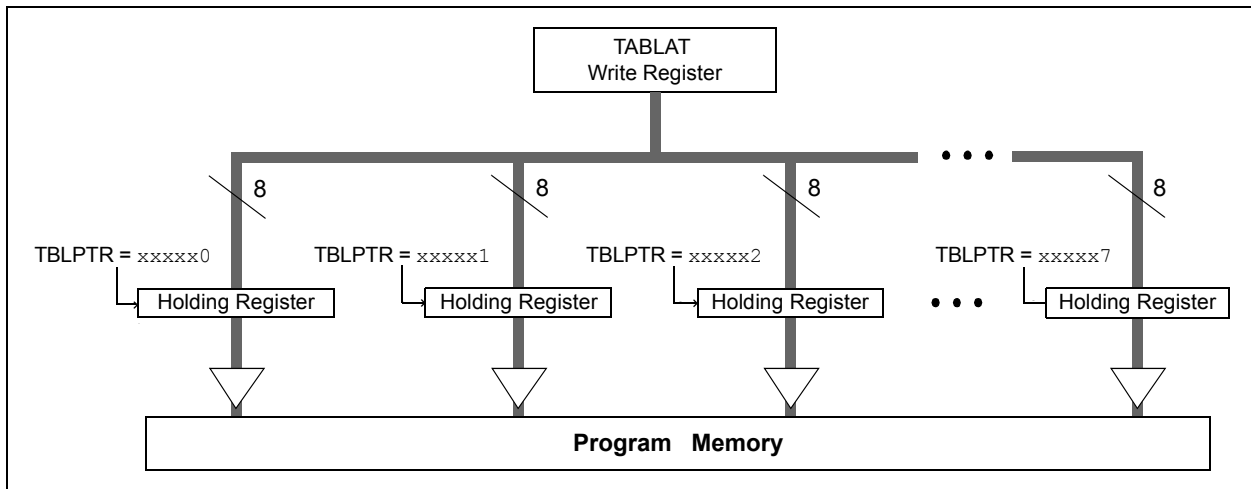 TABLAT
Write Register
8
8
8
8
TBLPTR = xxxxx0
TBLPTR = xxxxx1
TBLPTR = xxxxx2
TBLPTR = xxxxx7
Holding Register
Holding Register
Holding Register
Holding Register
Program Memory